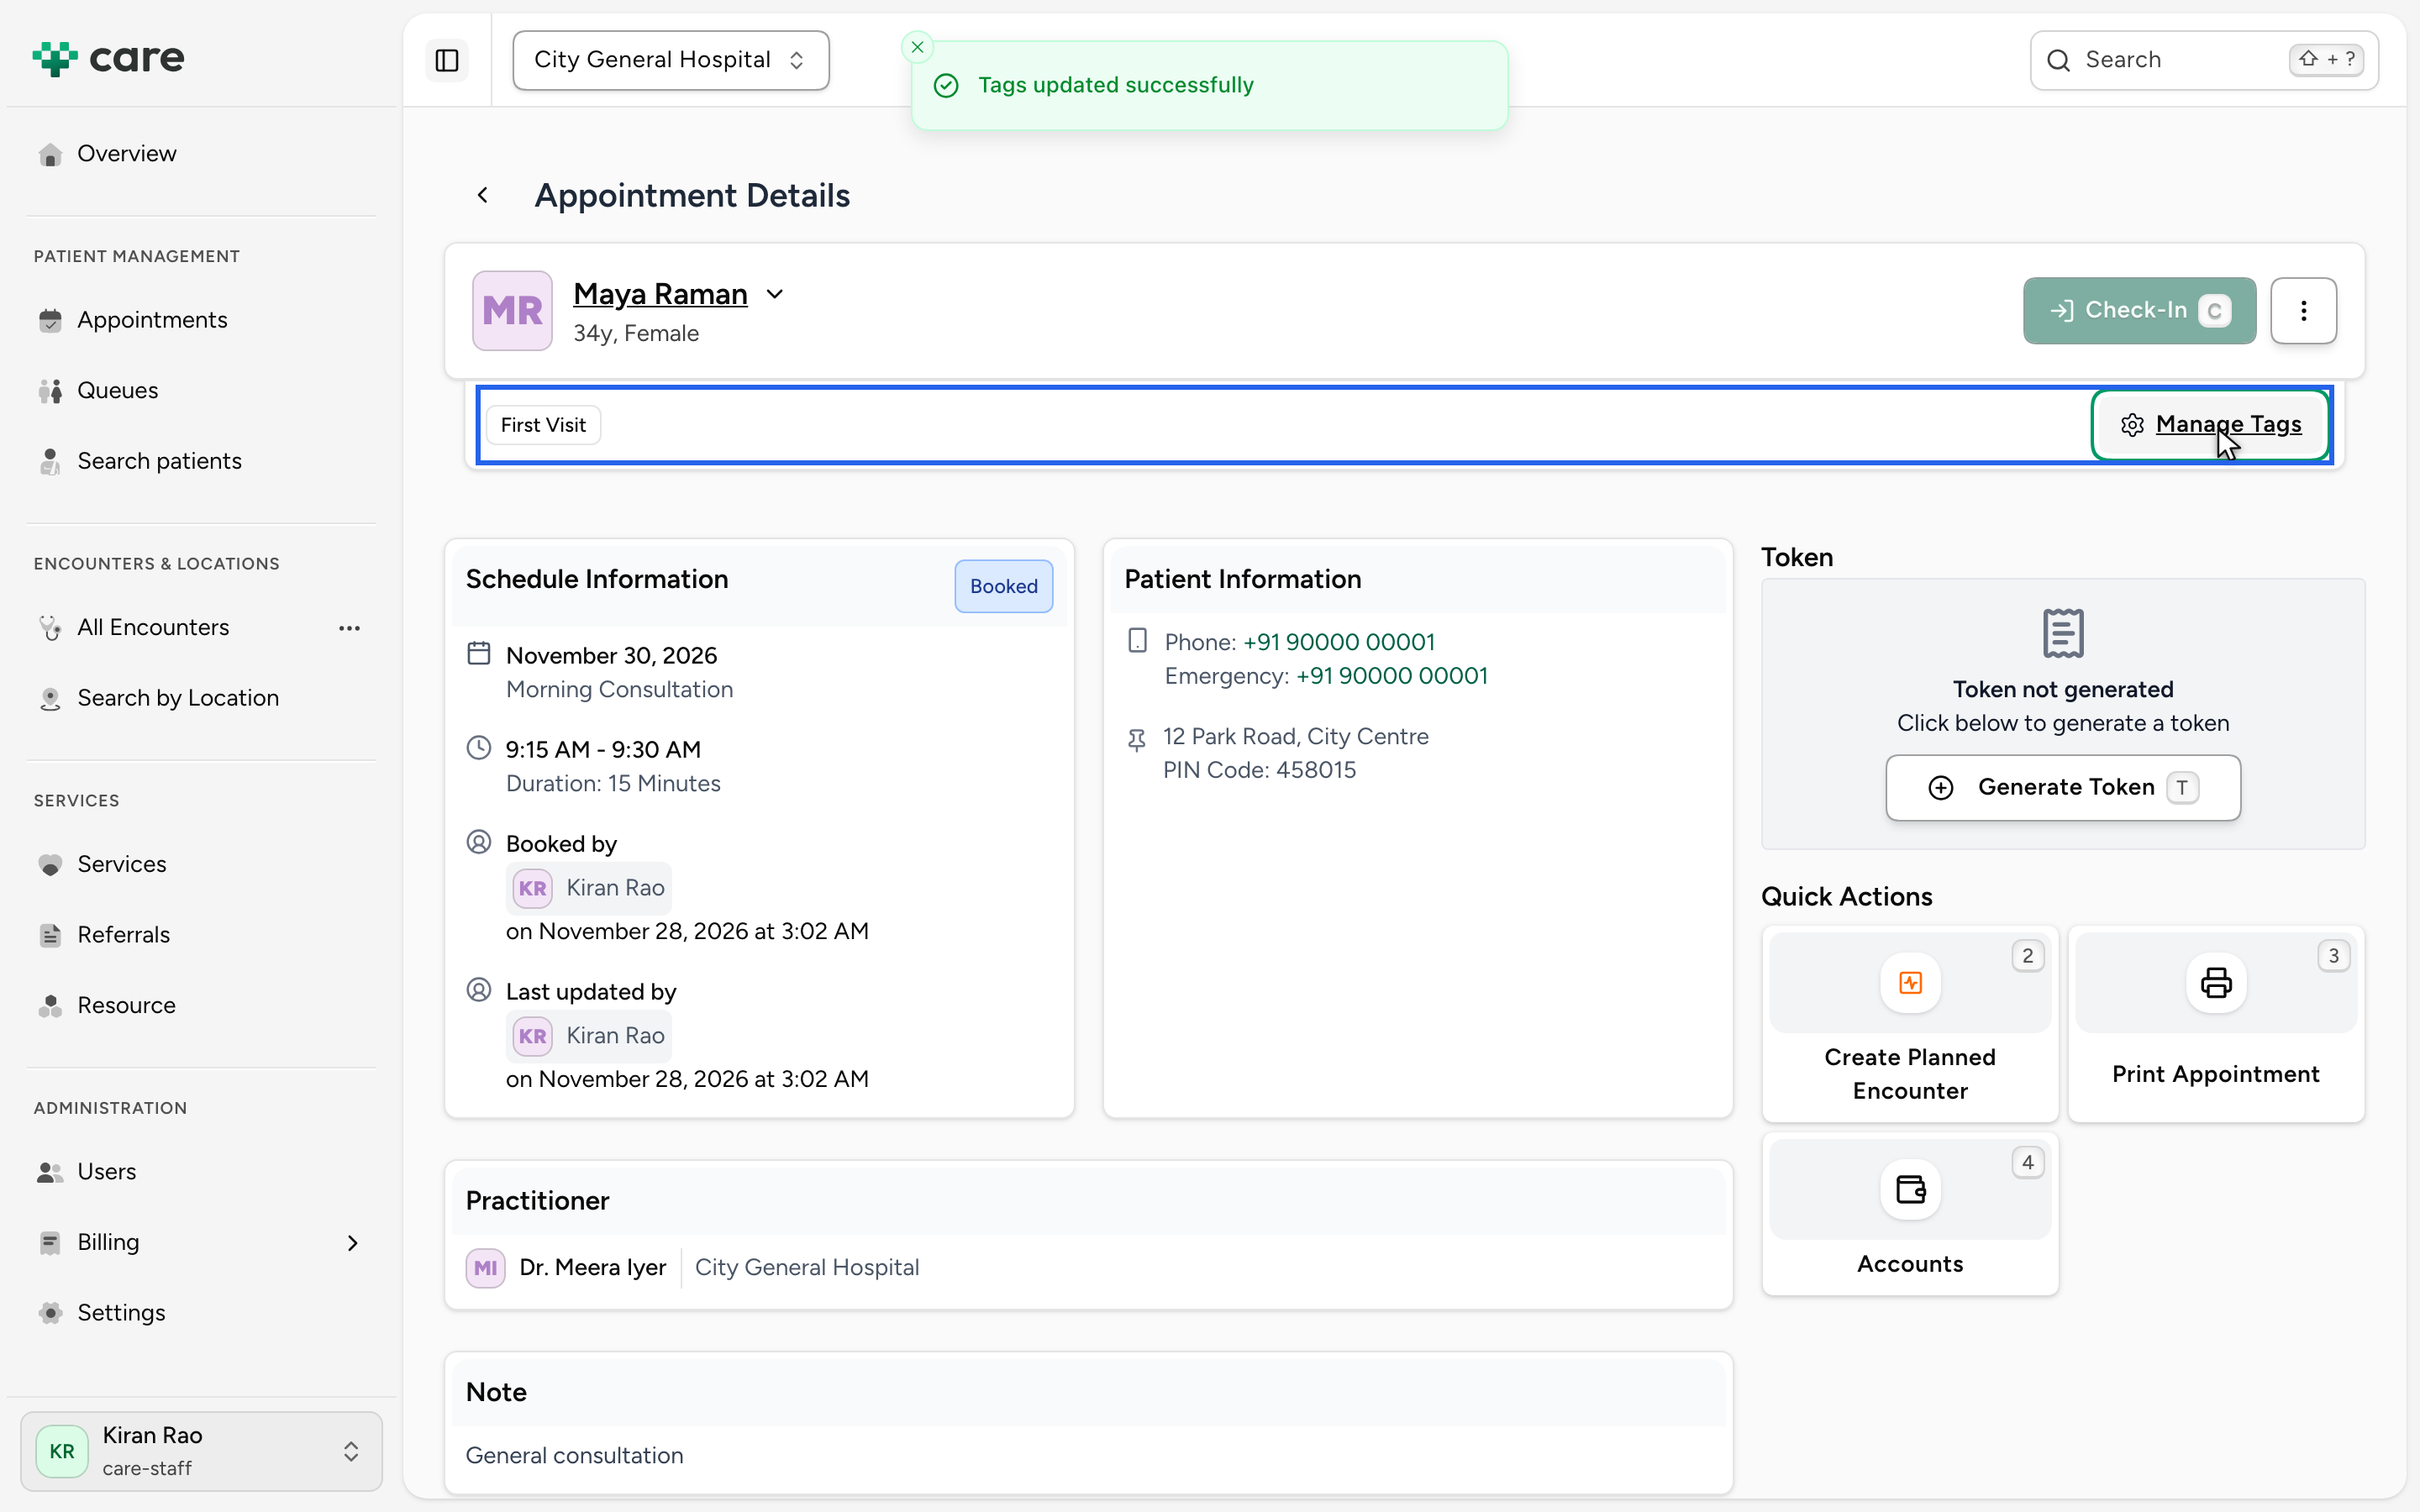 care
City General Hospital
Tags updated successfully
Search
+ ?
Overview
Appointment Details
PATIENT MANAGEMENT
Appointments
Queues
Search patients
MR
Maya Raman
34y, Female
Check-In C
First Visit
Manage Tags
ENCOUNTERS & LOCATIONS
All Encounters
Search by Location
SERVICES
Services
Referrals
Resource
ADMINISTRATION
Users
Billing
Settings
KR
Kiran Rao
care-staff
Schedule Information
Booked
November 30, 2026
Morning Consultation
9:15 AM - 9:30 AM
Duration: 15 Minutes
Booked by
KR Kiran Rao
on November 28, 2026 at 3:02 AM
Last updated by
KR Kiran Rao
on November 28, 2026 at 3:02 AM
Patient Information
Phone: +91 90000 00001
Emergency: +91 90000 00001
12 Park Road, City Centre
PIN Code: 458015
Token
Token not generated
Click below to generate a token
Generate Token T
Quick Actions
2
Create Planned
Encounter
3
Print Appointment
4
Accounts
Practitioner
MI Dr. Meera Iyer City General Hospital
Note
General consultation